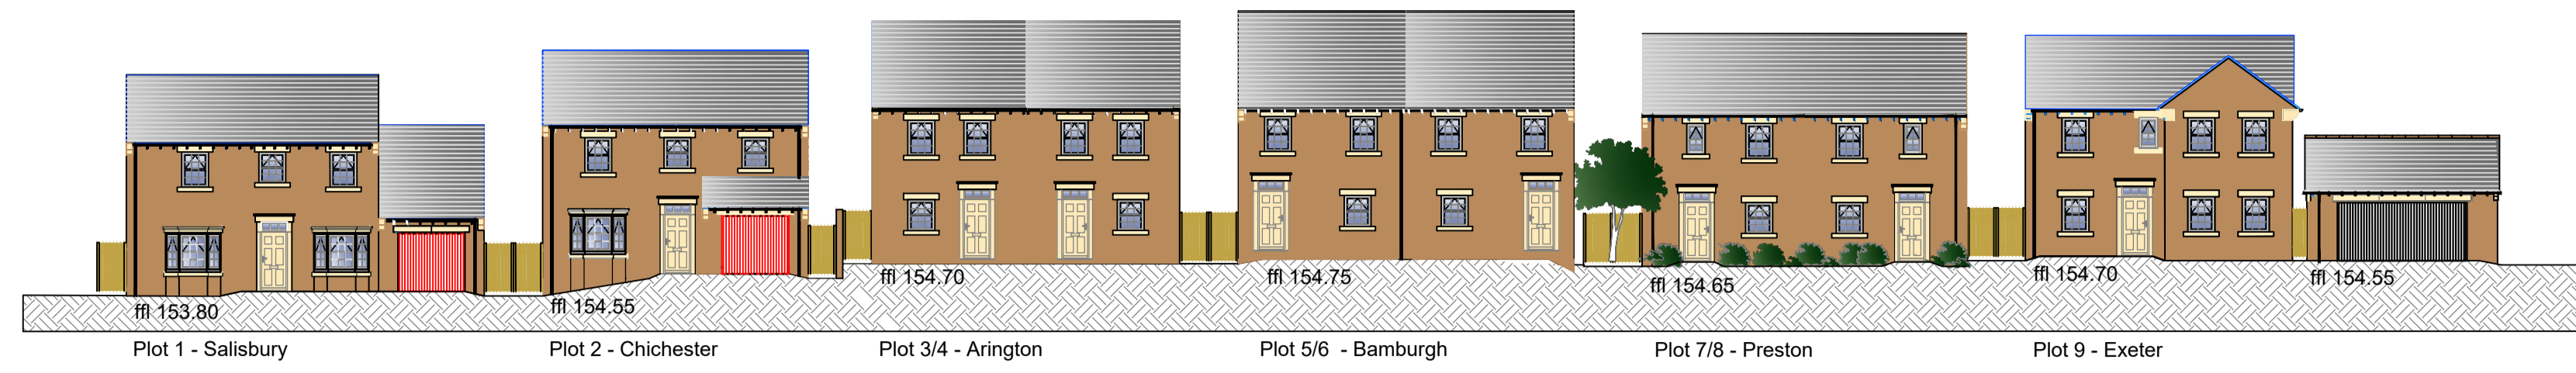 ffl 153.80
ffl 154.55
ffl 154.70
ffl 154.75
ffl 154.65
ffl 154.70
ffl 154.55
Plot 1 - Salisbury
Plot 2 - Chichester
Plot 3/4 - Arington
Plot 5/6 - Bamburgh
Plot 7/8 - Preston
Plot 9 - Exeter